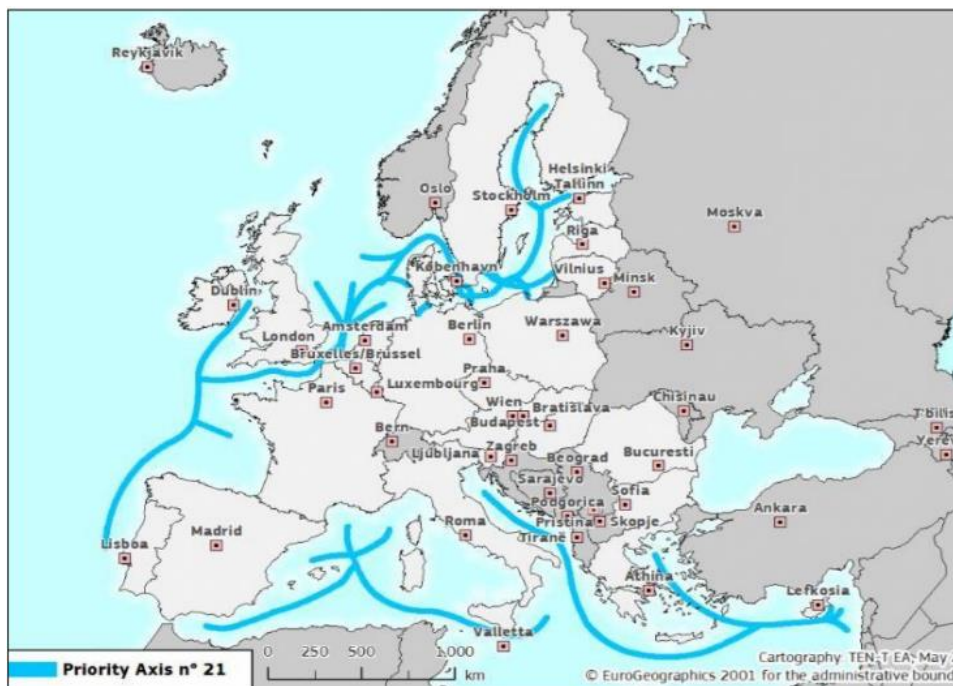 Reykjavik
Helsinki
Tallinn
Oslo
Stockholm
Moskva
Riga
København
Vilnius
Minsk
Dublin
Amsterdam
London
Berlin
Warszawa
Kyjiv
Bruxelles/Brüssel
Praha
Luxembourg
Paris
Chisinau
Wien
Bratislava
Budapest
Bern
Ljubljana
Zagreb
Beograd
Bucuresti
Sarajevo
Sofia
Podgorica
Pristina
Skopje
Ankara
Roma
Tiranë
Madrid
Lisboa
Athina
Lefkosia
Valletta
Priority Axis n° 21
0 250 500 1,000
km
Cartography: TEN-T EA, May
© EuroGeographics 2001 for the administrative bound